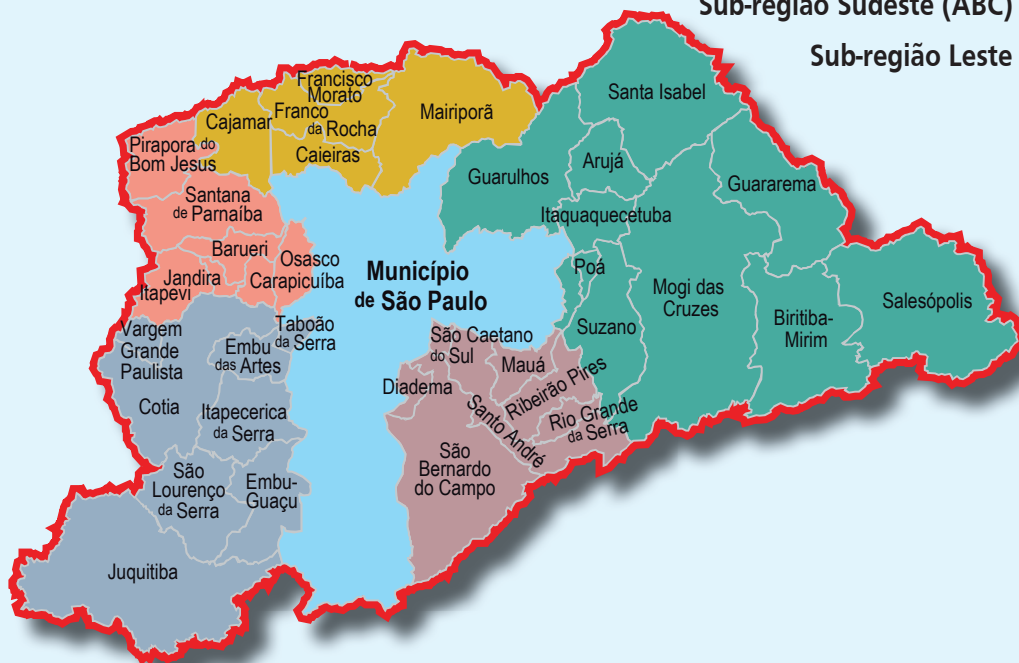 Sub-região Sudeste (ABC)
Sub-região Leste
Francisco
Morato
Franco
da Rocha
Cajamar
Caieiras
Mairiporã
Santa Isabel
Arujá
Guarulhos
Guararema
Itaquaquecetuba
Pirapora do
Bom Jesus
Santana
de Parnaíba
Barueri
Osasco
Jandira
Carapicuíba
Itapevi
Município
de São Paulo
Poá
Mogi das
Cruzes
Suzano
Biritiba-
Mirim
Salesópolis
Vargem
Grande
Paulista
Taboão
da Serra
Embu
das Artes
Cotia
Itapecerica
da Serra
São Caetano
do Sul
Mauá
Diadema
Ribeirão Pires
Santo André
Rio Grande
da Serra
São
Bernardo
do Campo
São
Lourenço
da Serra
Embu-
Guaçu
Juquitiba